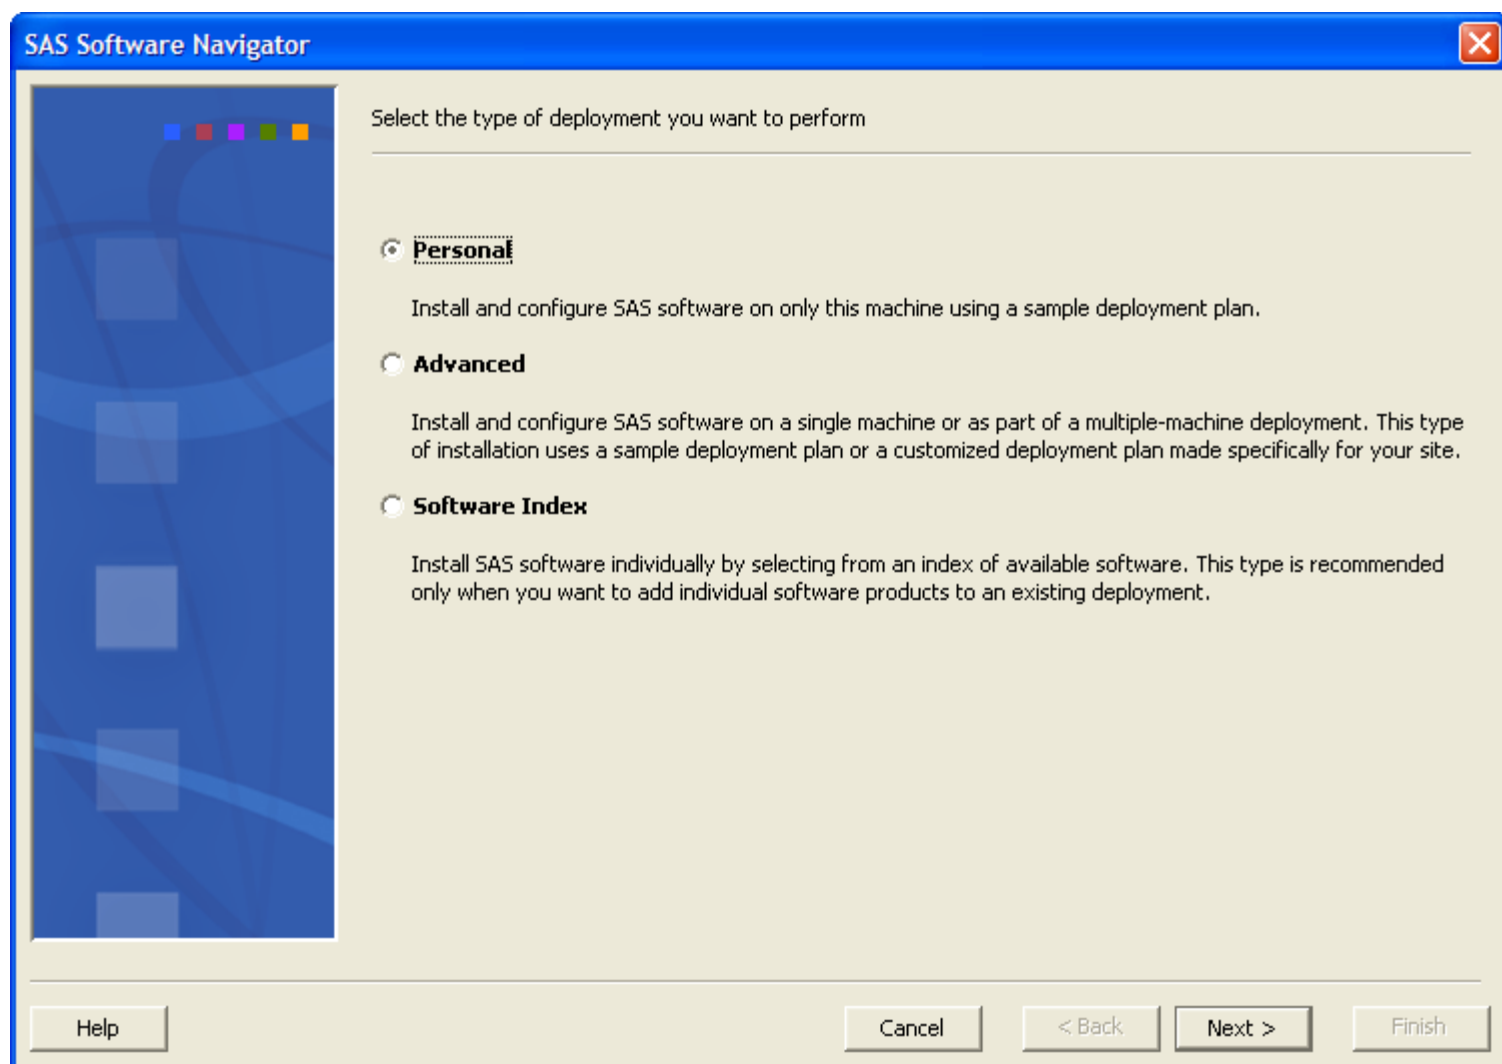 SAS Software Navigator
Select the type of deployment you want to perform
Personal
Install and configure SAS software on only this machine using a sample deployment plan.
Advanced
Install and configure SAS software on a single machine or as part of a multiple-machine deployment. This type
of installation uses a sample deployment plan or a customized deployment plan made specifically for your site.
Software Index
Install SAS software individually by selecting from an index of available software. This type is recommended
only when you want to add individual software products to an existing deployment.
Help
Cancel
< Back
Next >
Finish